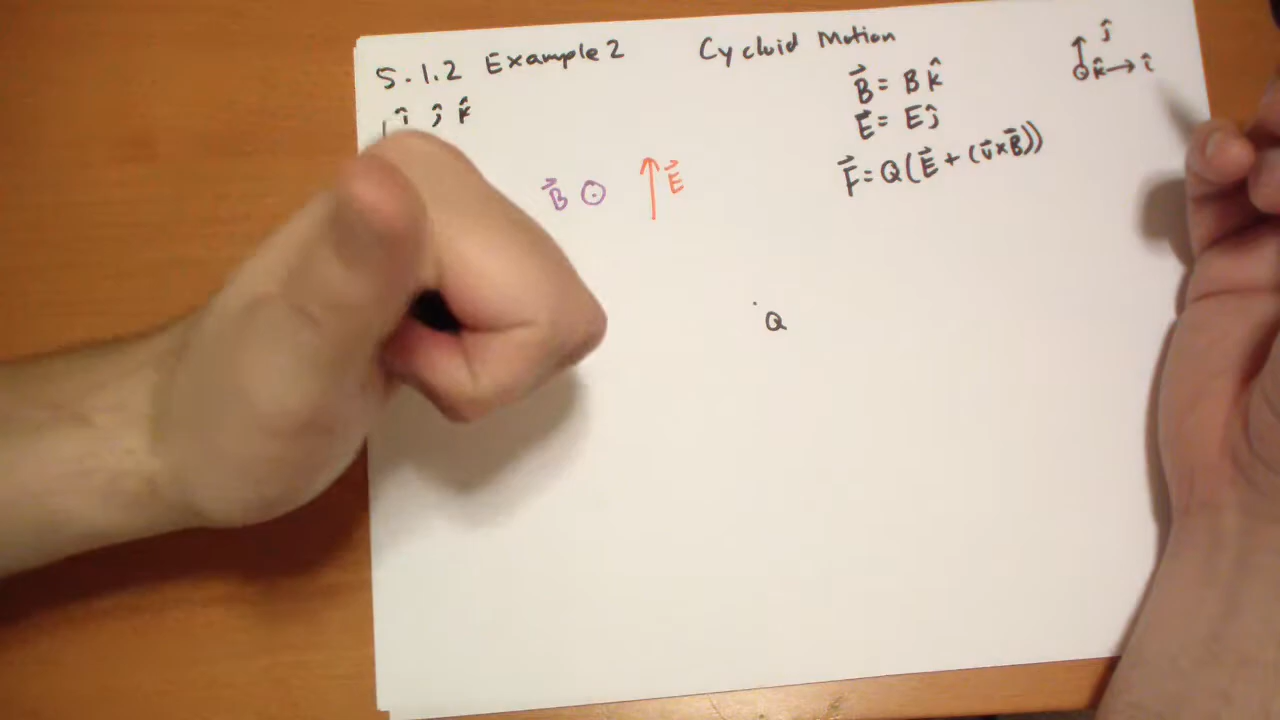 5.1.2 Example 2 Cycloid Motion
ĵ
k̂ î
î ĵ k̂
B⃗ = B k̂
E⃗ = E ĵ
F⃗ = Q(E⃗ + (v⃗ × B⃗))
B⃗ ⊙ E⃗
Q